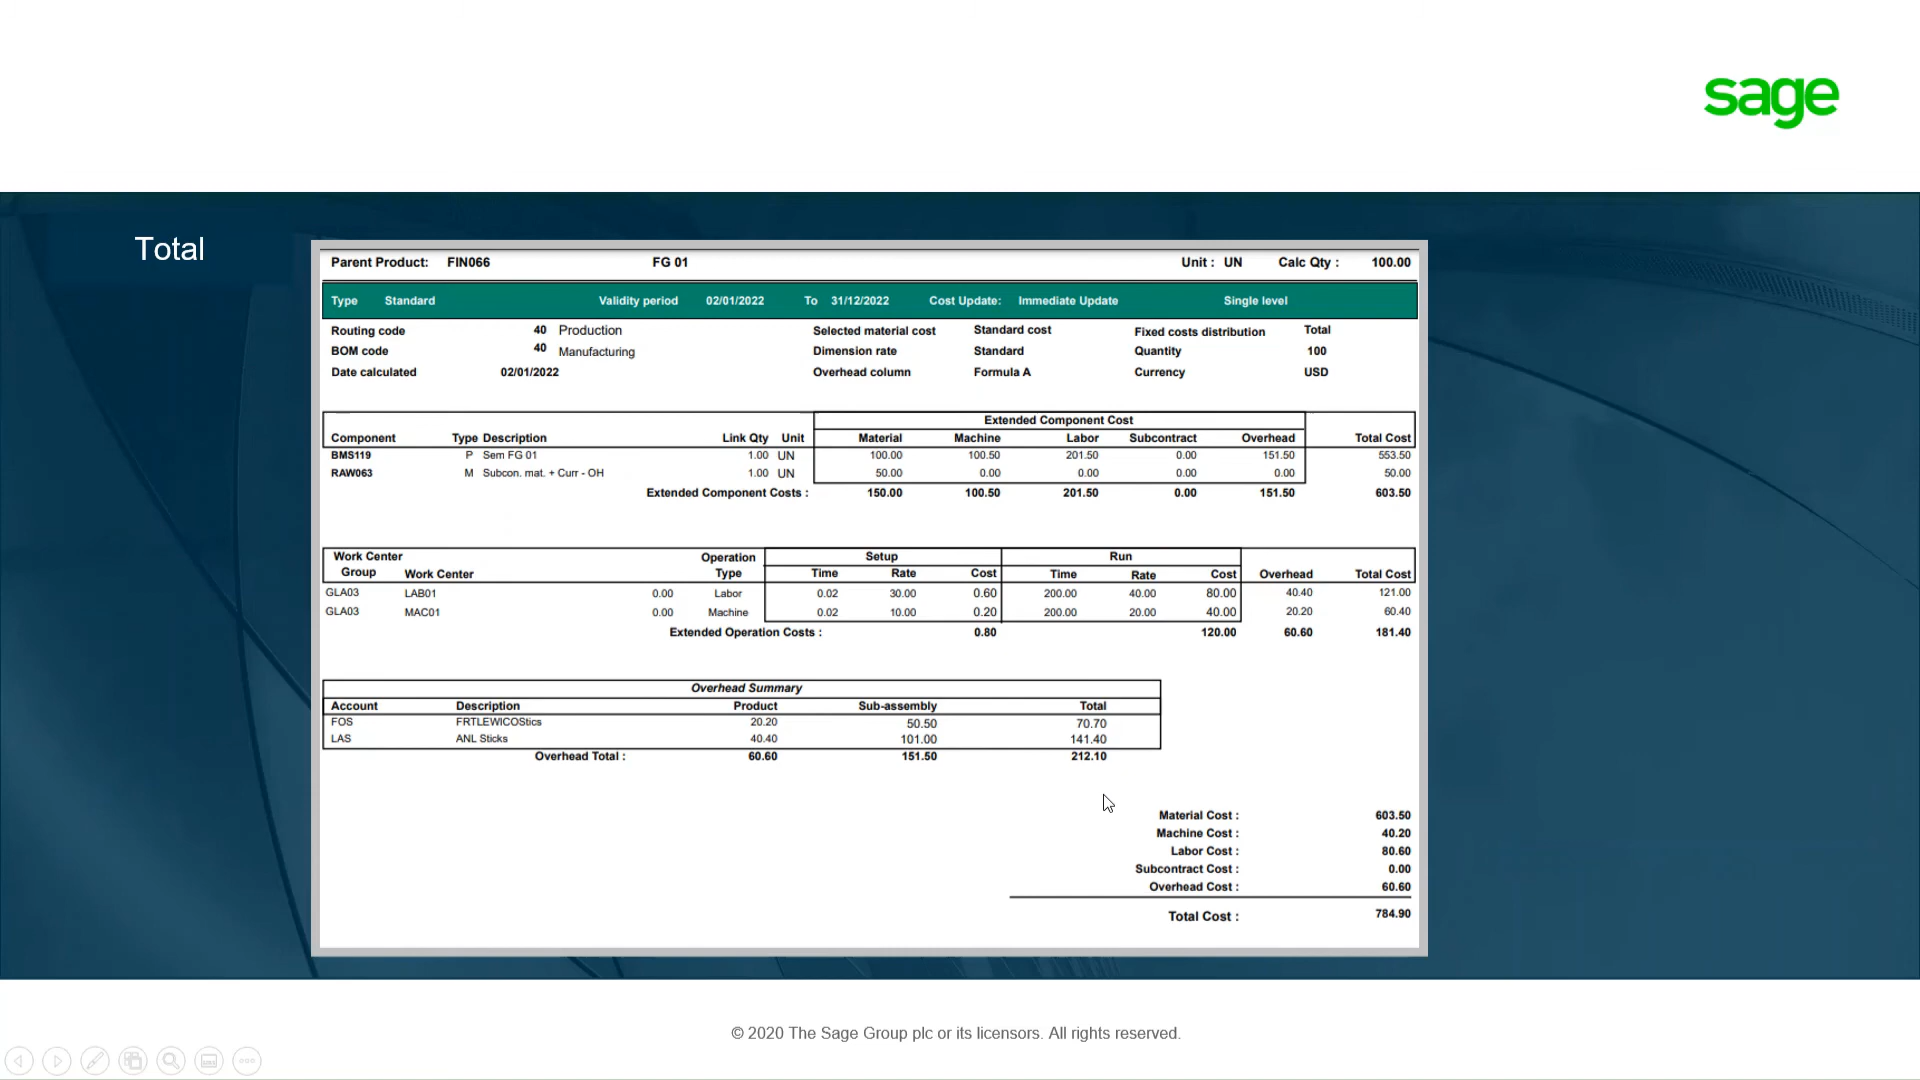 sage
Total
Parent Product: FIN066 FG 01 Unit : UN Calc Qty : 100.00
Type Standard Validity period 02/01/2022 To 31/12/2022 Cost Update: Immediate Update Single level
Routing code 40 Production Selected material cost Standard cost Fixed costs distribution Total
BOM code 40 Manufacturing Dimension rate Standard Quantity 100
Date calculated 02/01/2022 Overhead column Formula A Currency USD
Extended Component Cost
Component Type Description Link Qty Unit Material Machine Labor Subcontract Overhead Total Cost
BMS119 P Sem FG 01 1.00 UN 100.00 100.50 201.50 0.00 151.50 553.50
RAW063 M Subcon. mat. + Curr - OH 1.00 UN 50.00 0.00 0.00 0.00 0.00 50.00
Extended Component Costs : 150.00 100.50 201.50 0.00 151.50 603.50
Work Center Operation Setup Run
Group Work Center Type Time Rate Cost Time Rate Cost Overhead Total Cost
GLA03 LAB01 0.00 Labor 0.02 30.00 0.60 200.00 40.00 80.00 40.40 121.00
GLA03 MAC01 0.00 Machine 0.02 10.00 0.20 200.00 20.00 40.00 20.20 60.40
Extended Operation Costs : 0.80 120.00 60.60 181.40
Overhead Summary
Account Description Product Sub-assembly Total
FOS FRTLEWICOStics 20.20 50.50 70.70
LAS ANL Sticks 40.40 101.00 141.40
Overhead Total : 60.60 151.50 212.10
Material Cost : 603.50
Machine Cost : 40.20
Labor Cost : 80.60
Subcontract Cost : 0.00
Overhead Cost : 60.60
Total Cost : 784.90
© 2020 The Sage Group plc or its licensors. All rights reserved.